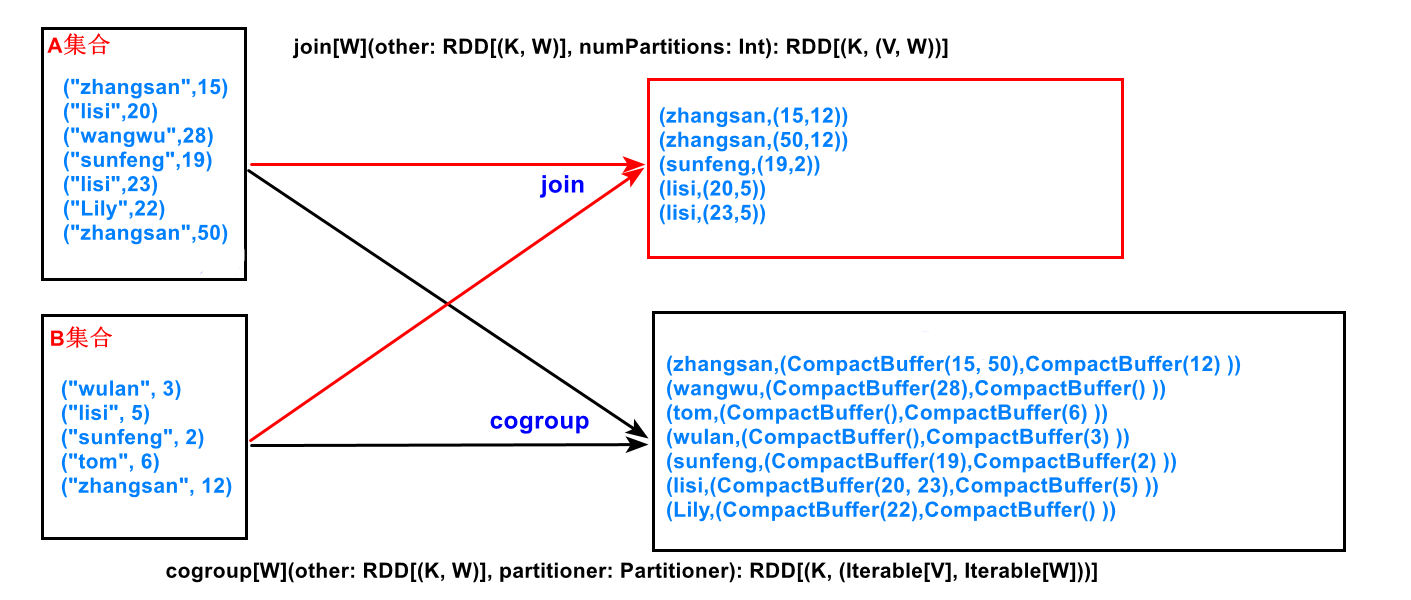 A集合
("zhangsan",15)
("lisi",20)
("wangwu",28)
("sunfeng",19)
("lisi",23)
("Lily",22)
("zhangsan",50)
join[W](other: RDD[(K, W)], numPartitions: Int): RDD[(K, (V, W))]
(zhangsan,(15,12))
(zhangsan,(50,12))
(sunfeng,(19,2))
(lisi,(20,5))
(lisi,(23,5))
join
B集合
("wulan", 3)
("lisi", 5)
("sunfeng", 2)
("tom", 6)
("zhangsan", 12)
cogroup
(zhangsan,(CompactBuffer(15, 50),CompactBuffer(12) ))
(wangwu,(CompactBuffer(28),CompactBuffer() ))
(tom,(CompactBuffer(),CompactBuffer(6) ))
(wulan,(CompactBuffer(),CompactBuffer(3) ))
(sunfeng,(CompactBuffer(19),CompactBuffer(2) ))
(lisi,(CompactBuffer(20, 23),CompactBuffer(5) ))
(Lily,(CompactBuffer(22),CompactBuffer() ))
cogroup[W](other: RDD[(K, W)], partitioner: Partitioner): RDD[(K, (Iterable[V], Iterable[W]))]